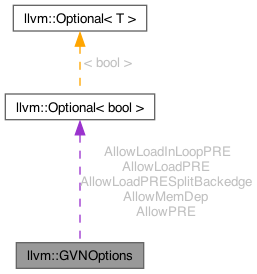 llvm::Optional< T >
< bool >
llvm::Optional< bool >
AllowLoadInLoopPRE
AllowLoadPRE
AllowLoadPRESplitBackedge
AllowMemDep
AllowPRE
llvm::GVNOptions